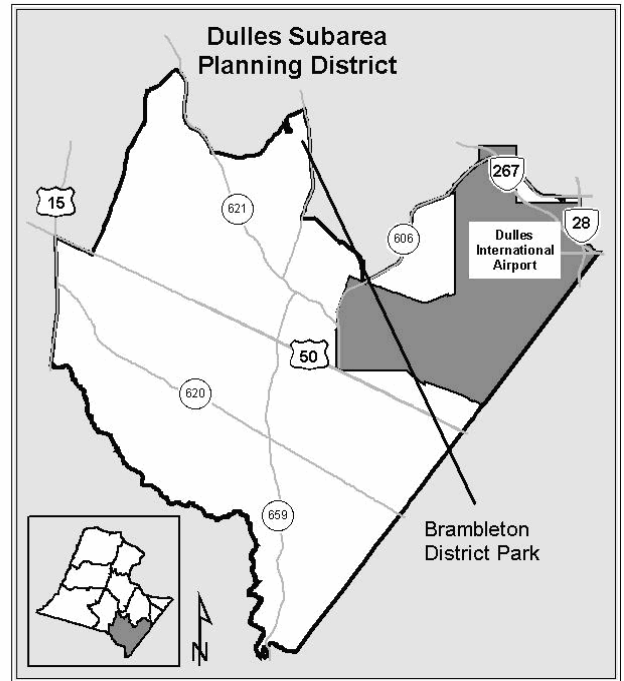 Dulles Subarea
Planning District
267
15
621
28
606
Dulles
International
Airport
50
620
659
Brambleton
District Park
N